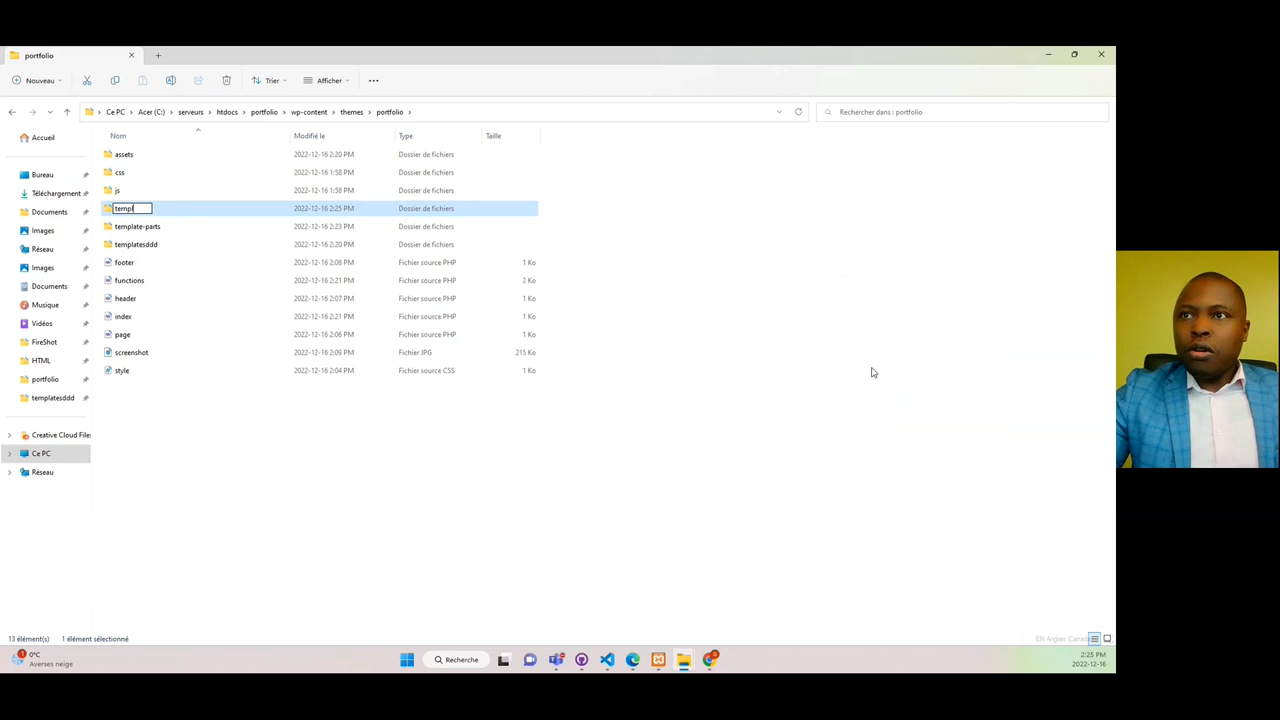 portfolio
Nouveau
Trier
Afficher
Ce PC > Acer (C:) > serveurs > htdocs > portfolio > wp-content > themes > portfolio >
Rechercher dans : portfolio
Accueil
Bureau
Téléchargement
Documents
Images
Réseau
Images
Documents
Musique
Vidéos
FireShot
HTML
portfolio
templatesddd
Creative Cloud Files
Ce PC
Réseau
Nom Modifié le Type Taille
assets 2022-12-16 2:20 PM Dossier de fichiers
css 2022-12-16 1:58 PM Dossier de fichiers
js 2022-12-16 1:58 PM Dossier de fichiers
templ 2022-12-16 2:25 PM Dossier de fichiers
template-parts 2022-12-16 2:23 PM Dossier de fichiers
templatesddd 2022-12-16 2:20 PM Dossier de fichiers
footer 2022-12-16 2:08 PM Fichier source PHP 1 Ko
functions 2022-12-16 2:21 PM Fichier source PHP 2 Ko
header 2022-12-16 2:07 PM Fichier source PHP 1 Ko
index 2022-12-16 2:21 PM Fichier source PHP 1 Ko
page 2022-12-16 2:06 PM Fichier source PHP 1 Ko
screenshot 2022-12-16 2:09 PM Fichier JPG 215 Ko
style 2022-12-16 2:04 PM Fichier source CSS 1 Ko
13 élément(s) 1 élément sélectionné
EN Anglais (Canada
1
0°C
Averses neige
Recherche
2:25 PM
2022-12-16